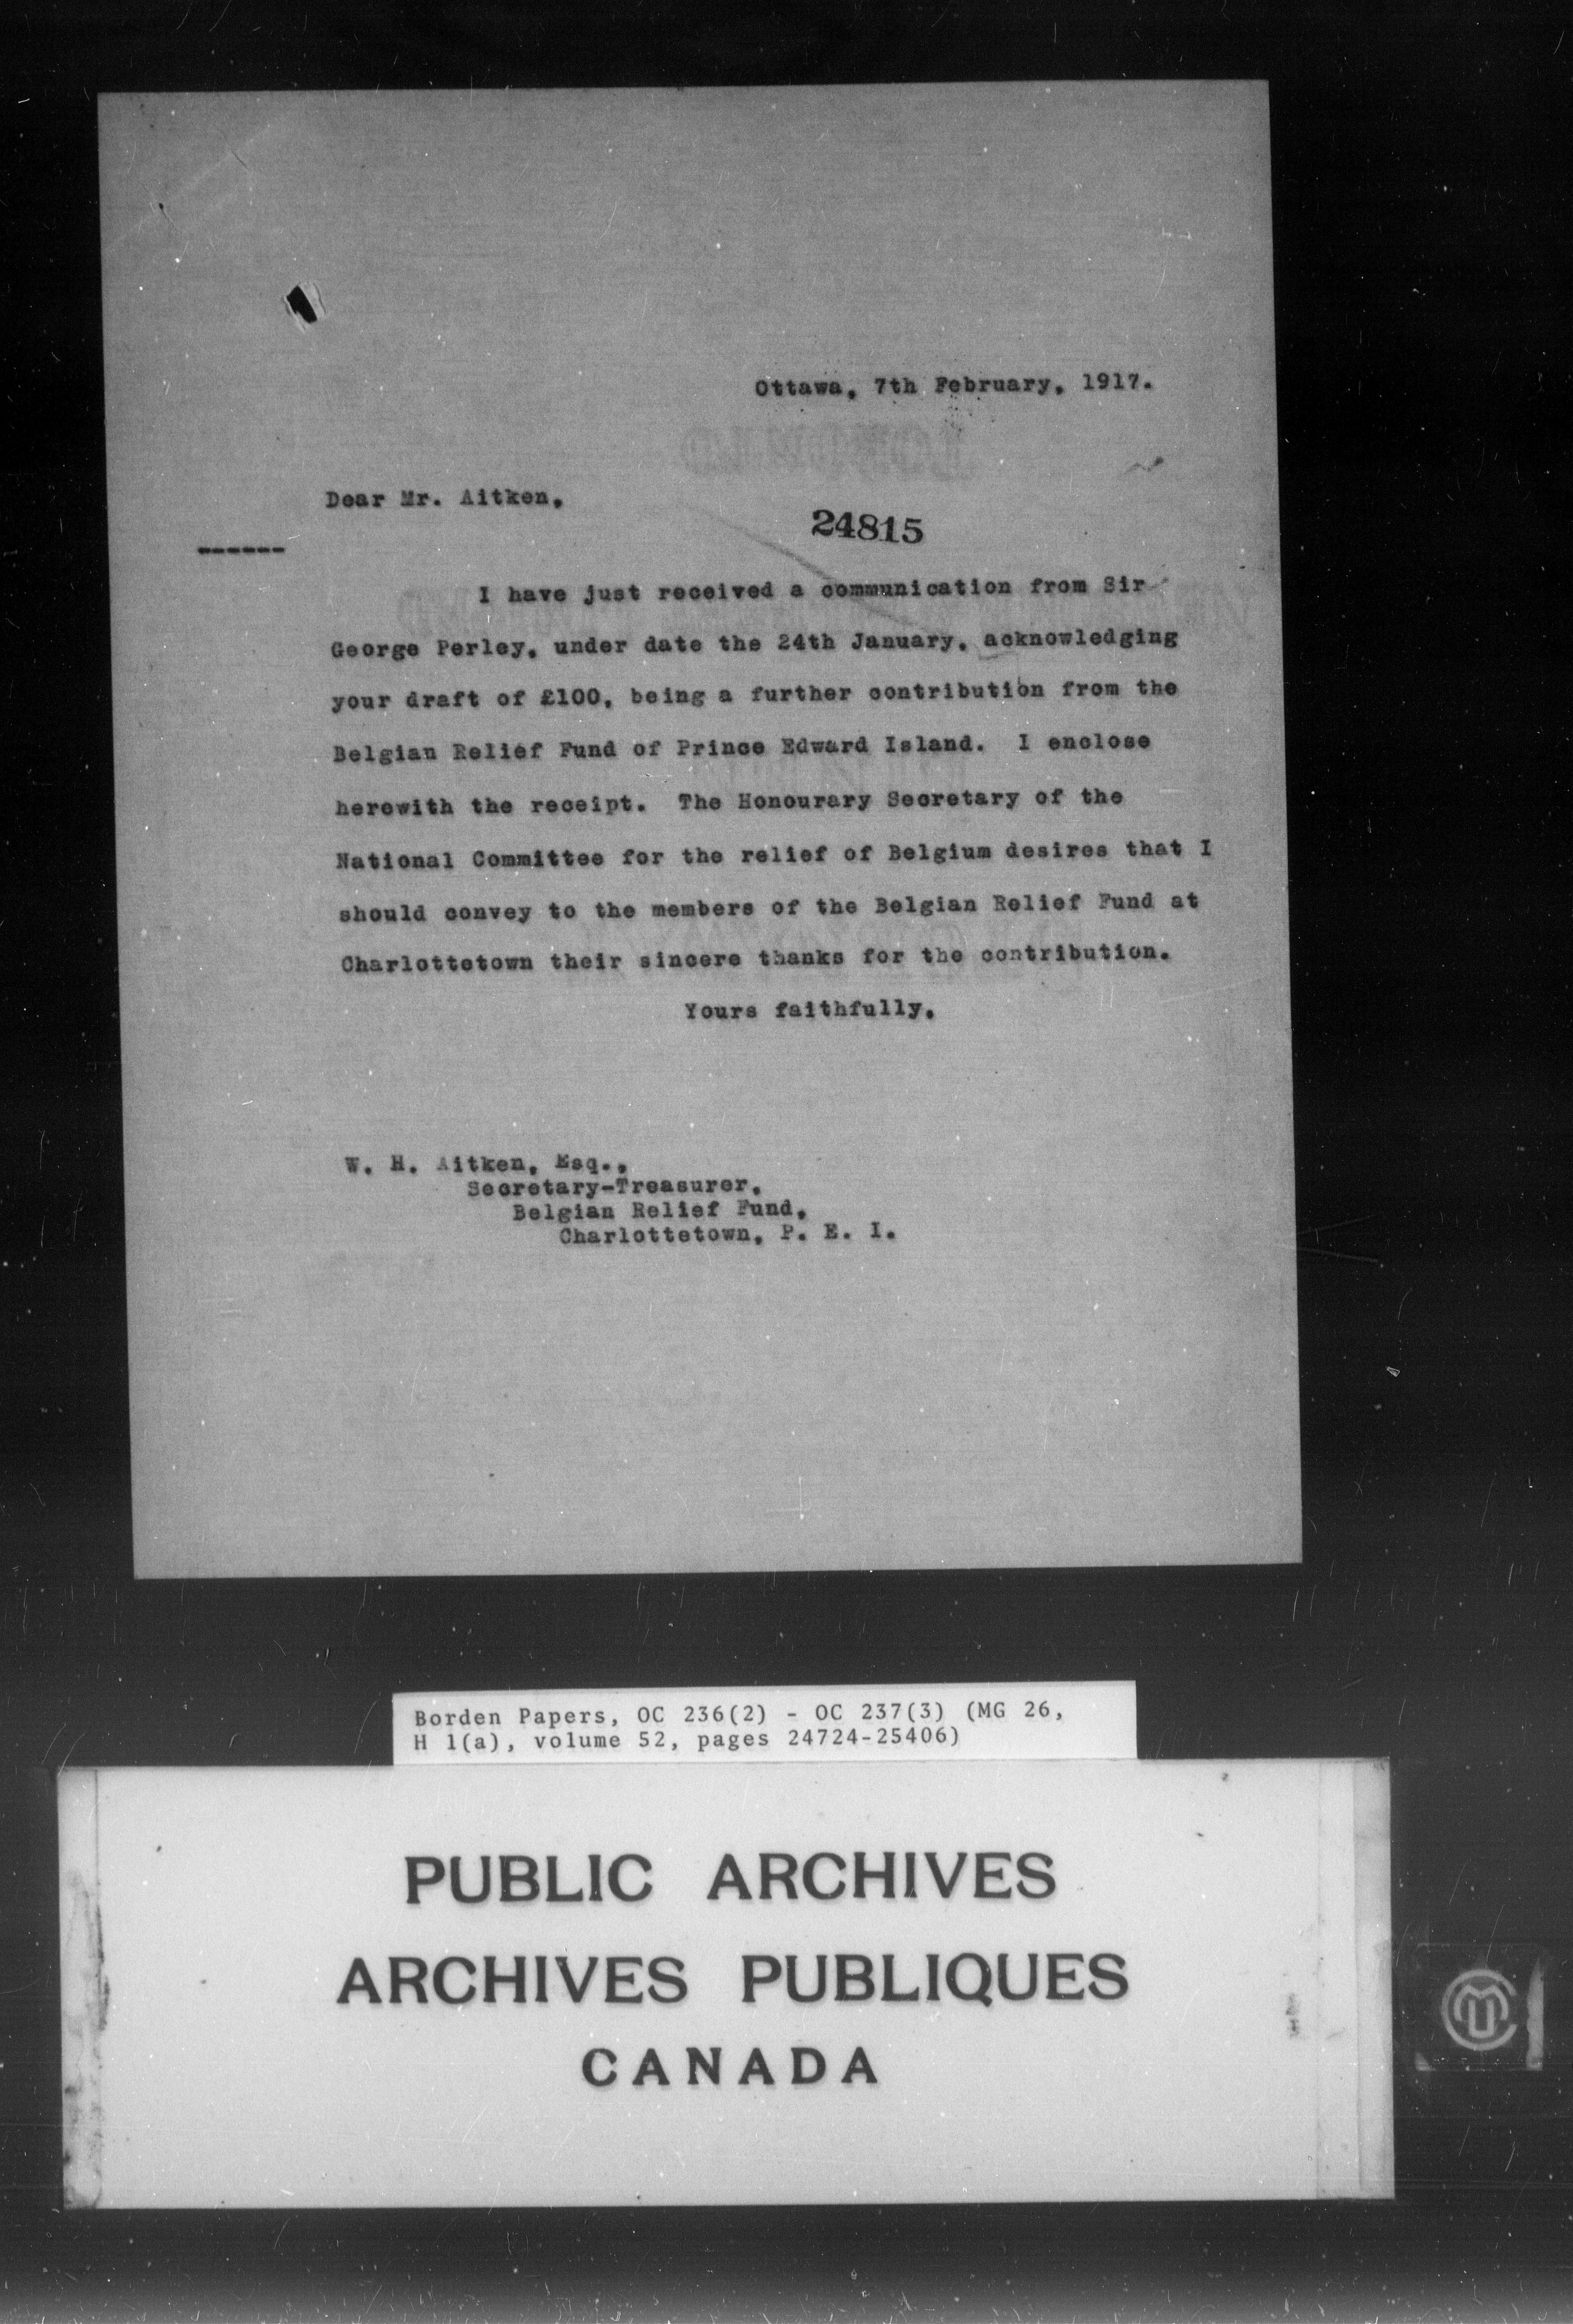 Ottawa, 7th February, 1917.
Dear Mr. Aitken,
24815
------
I have just received a communication from Sir
George Perley, under date the 24th January, acknowledging
your draft of £100, being a further contribution from the
Belgian Relief Fund of Prince Edward Island. I enclose
herewith the receipt. The Honourary Secretary of the
National Committee for the relief of Belgium desires that I
should convey to the members of the Belgian Relief Fund at
Charlottetown their sincere thanks for the contribution.
Yours faithfully,
W. H. Aitken, Esq.,
Secretary-Treasurer,
Belgian Relief Fund,
Charlottetown, P. E. I.
Borden Papers, OC 236(2) - OC 237(3) (MG 26,
H 1(a), volume 52, pages 24724-25406)
PUBLIC ARCHIVES
ARCHIVES PUBLIQUES
CANADA